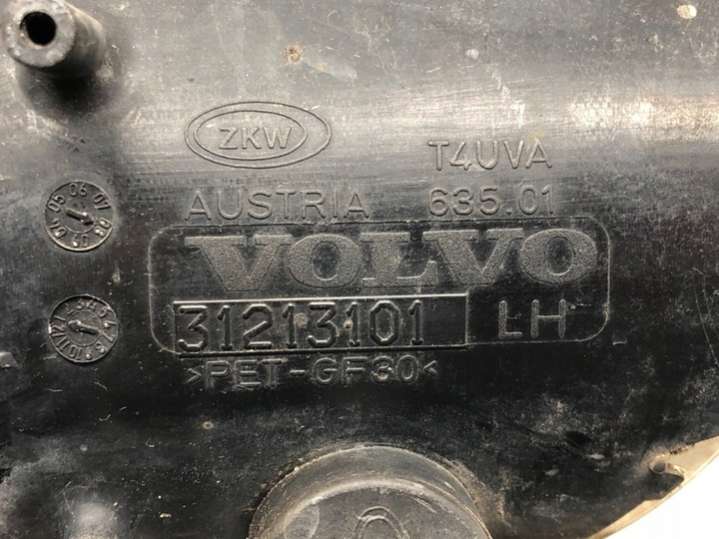 ZKW
T4UVA
AUSTRIA 635.01
VOLVO
31213101 LH
>PET-GF30<